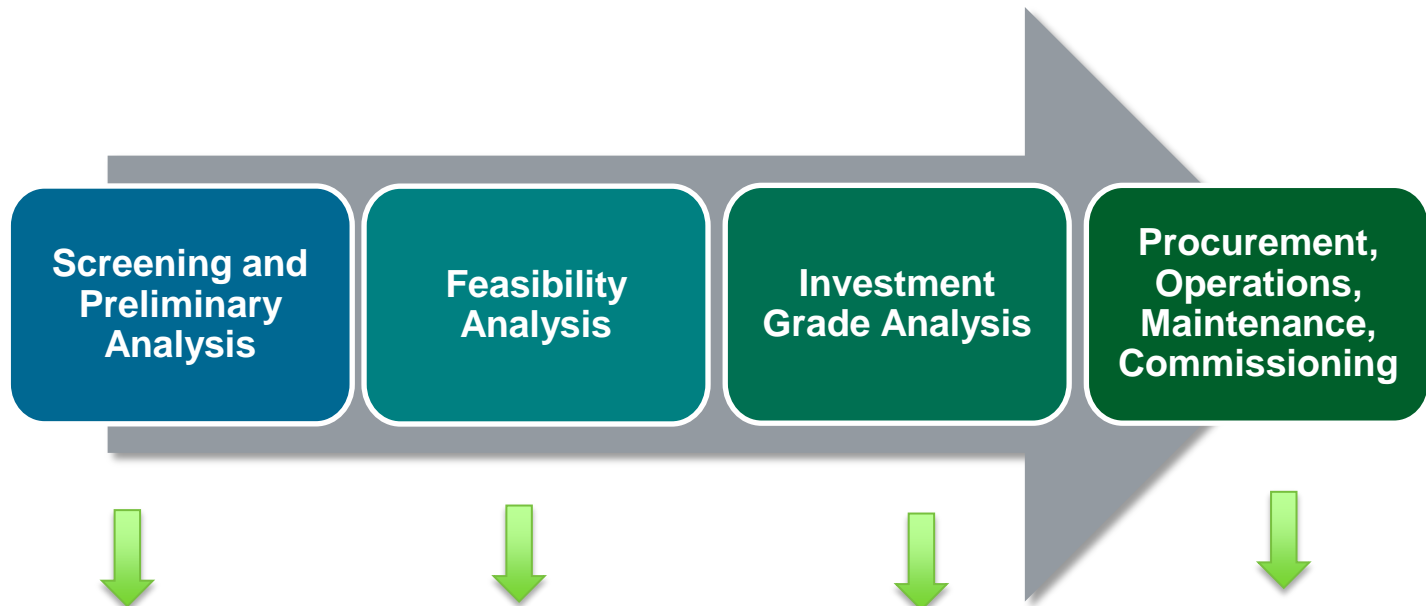 Screening and
Preliminary
Analysis
Feasibility
Analysis
Investment
Grade Analysis
Procurement,
Operations,
Maintenance,
Commissioning